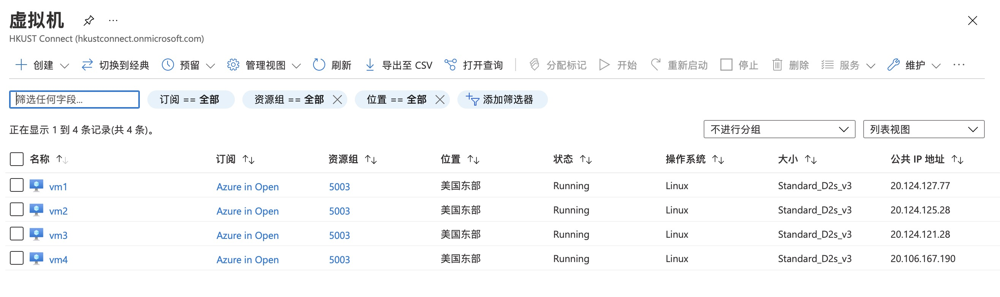 虚拟机 ...
HKUST Connect (hkustconnect.onmicrosoft.com)
创建 切换到经典 预留 管理视图 刷新 导出至 CSV 打开查询 分配标记 开始 重新启动 停止 删除 服务 维护 ...
筛选任何字段... 订阅 == 全部 资源组 == 全部 位置 == 全部 添加筛选器
正在显示 1 到 4 条记录(共 4 条)。 不进行分组 列表视图
名称 订阅 资源组 位置 状态 操作系统 大小 公共 IP 地址
vm1 Azure in Open 5003 美国东部 Running Linux Standard_D2s_v3 20.124.127.77
vm2 Azure in Open 5003 美国东部 Running Linux Standard_D2s_v3 20.124.125.28
vm3 Azure in Open 5003 美国东部 Running Linux Standard_D2s_v3 20.124.121.28
vm4 Azure in Open 5003 美国东部 Running Linux Standard_D2s_v3 20.106.167.190